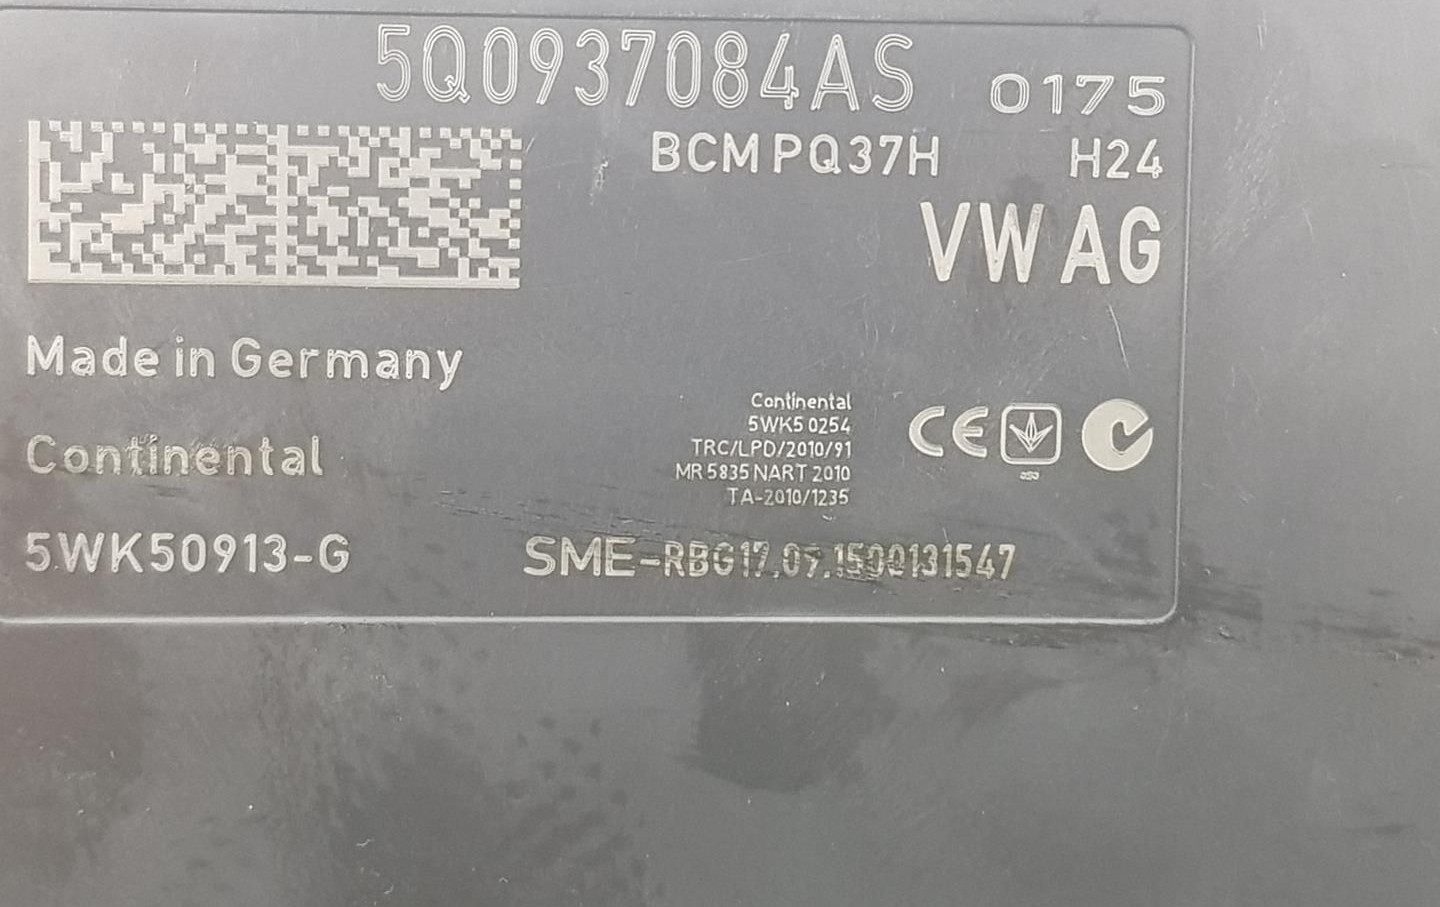 5Q0937084AS 0175
BCM PQ37H H24
VW AG
Made in Germany
Continental
5WK5 0254
TRC/LPD/2010/91
MR 5835 NART 2010
TA-2010/1235
CE
Continental
5WK50913-G
SME-RBG17.09.1500131547